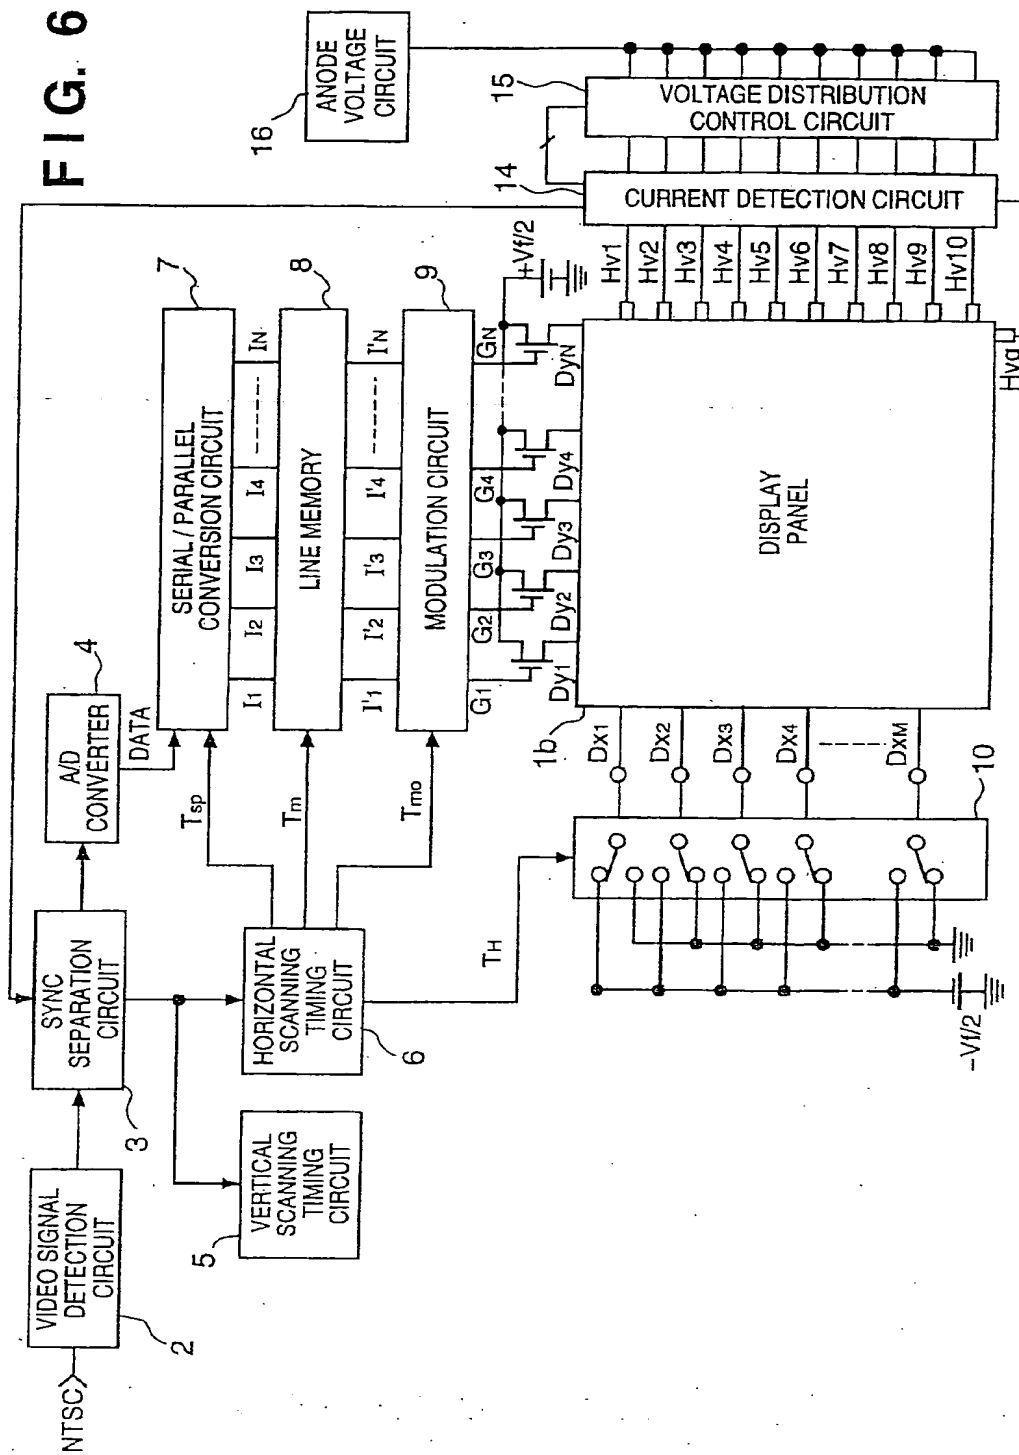 FIG. 6
NTSC
VIDEO SIGNAL
DETECTION
CIRCUIT
2
SYNC
SEPARATION
CIRCUIT
3
A/D
CONVERTER
4
DATA
VERTICAL
SCANNING
TIMING
CIRCUIT
5
HORIZONTAL
SCANNING
TIMING
CIRCUIT
6
Tsp
Tm
Tmo
TH
SERIAL/PARALLEL
CONVERSION CIRCUIT
7
I1 I2 I3 I4 IN
LINE MEMORY
8
I'1 I'2 I'3 I'4 I'N
MODULATION CIRCUIT
9
G1 G2 G3 G4 GN
+Vf/2
Dy1 Dy2 Dy3 Dy4 DyN
ANODE
VOLTAGE
CIRCUIT
16
VOLTAGE DISTRIBUTION
CONTROL CIRCUIT
15
CURRENT DETECTION CIRCUIT
14
Hv1
Hv2
Hv3
Hv4
Hv5
Hv6
Hv7
Hv8
Hv9
Hv10
DISPLAY
PANEL
1b
Dx1
Dx2
Dx3
Dx4
DxM
10
-Vf/2